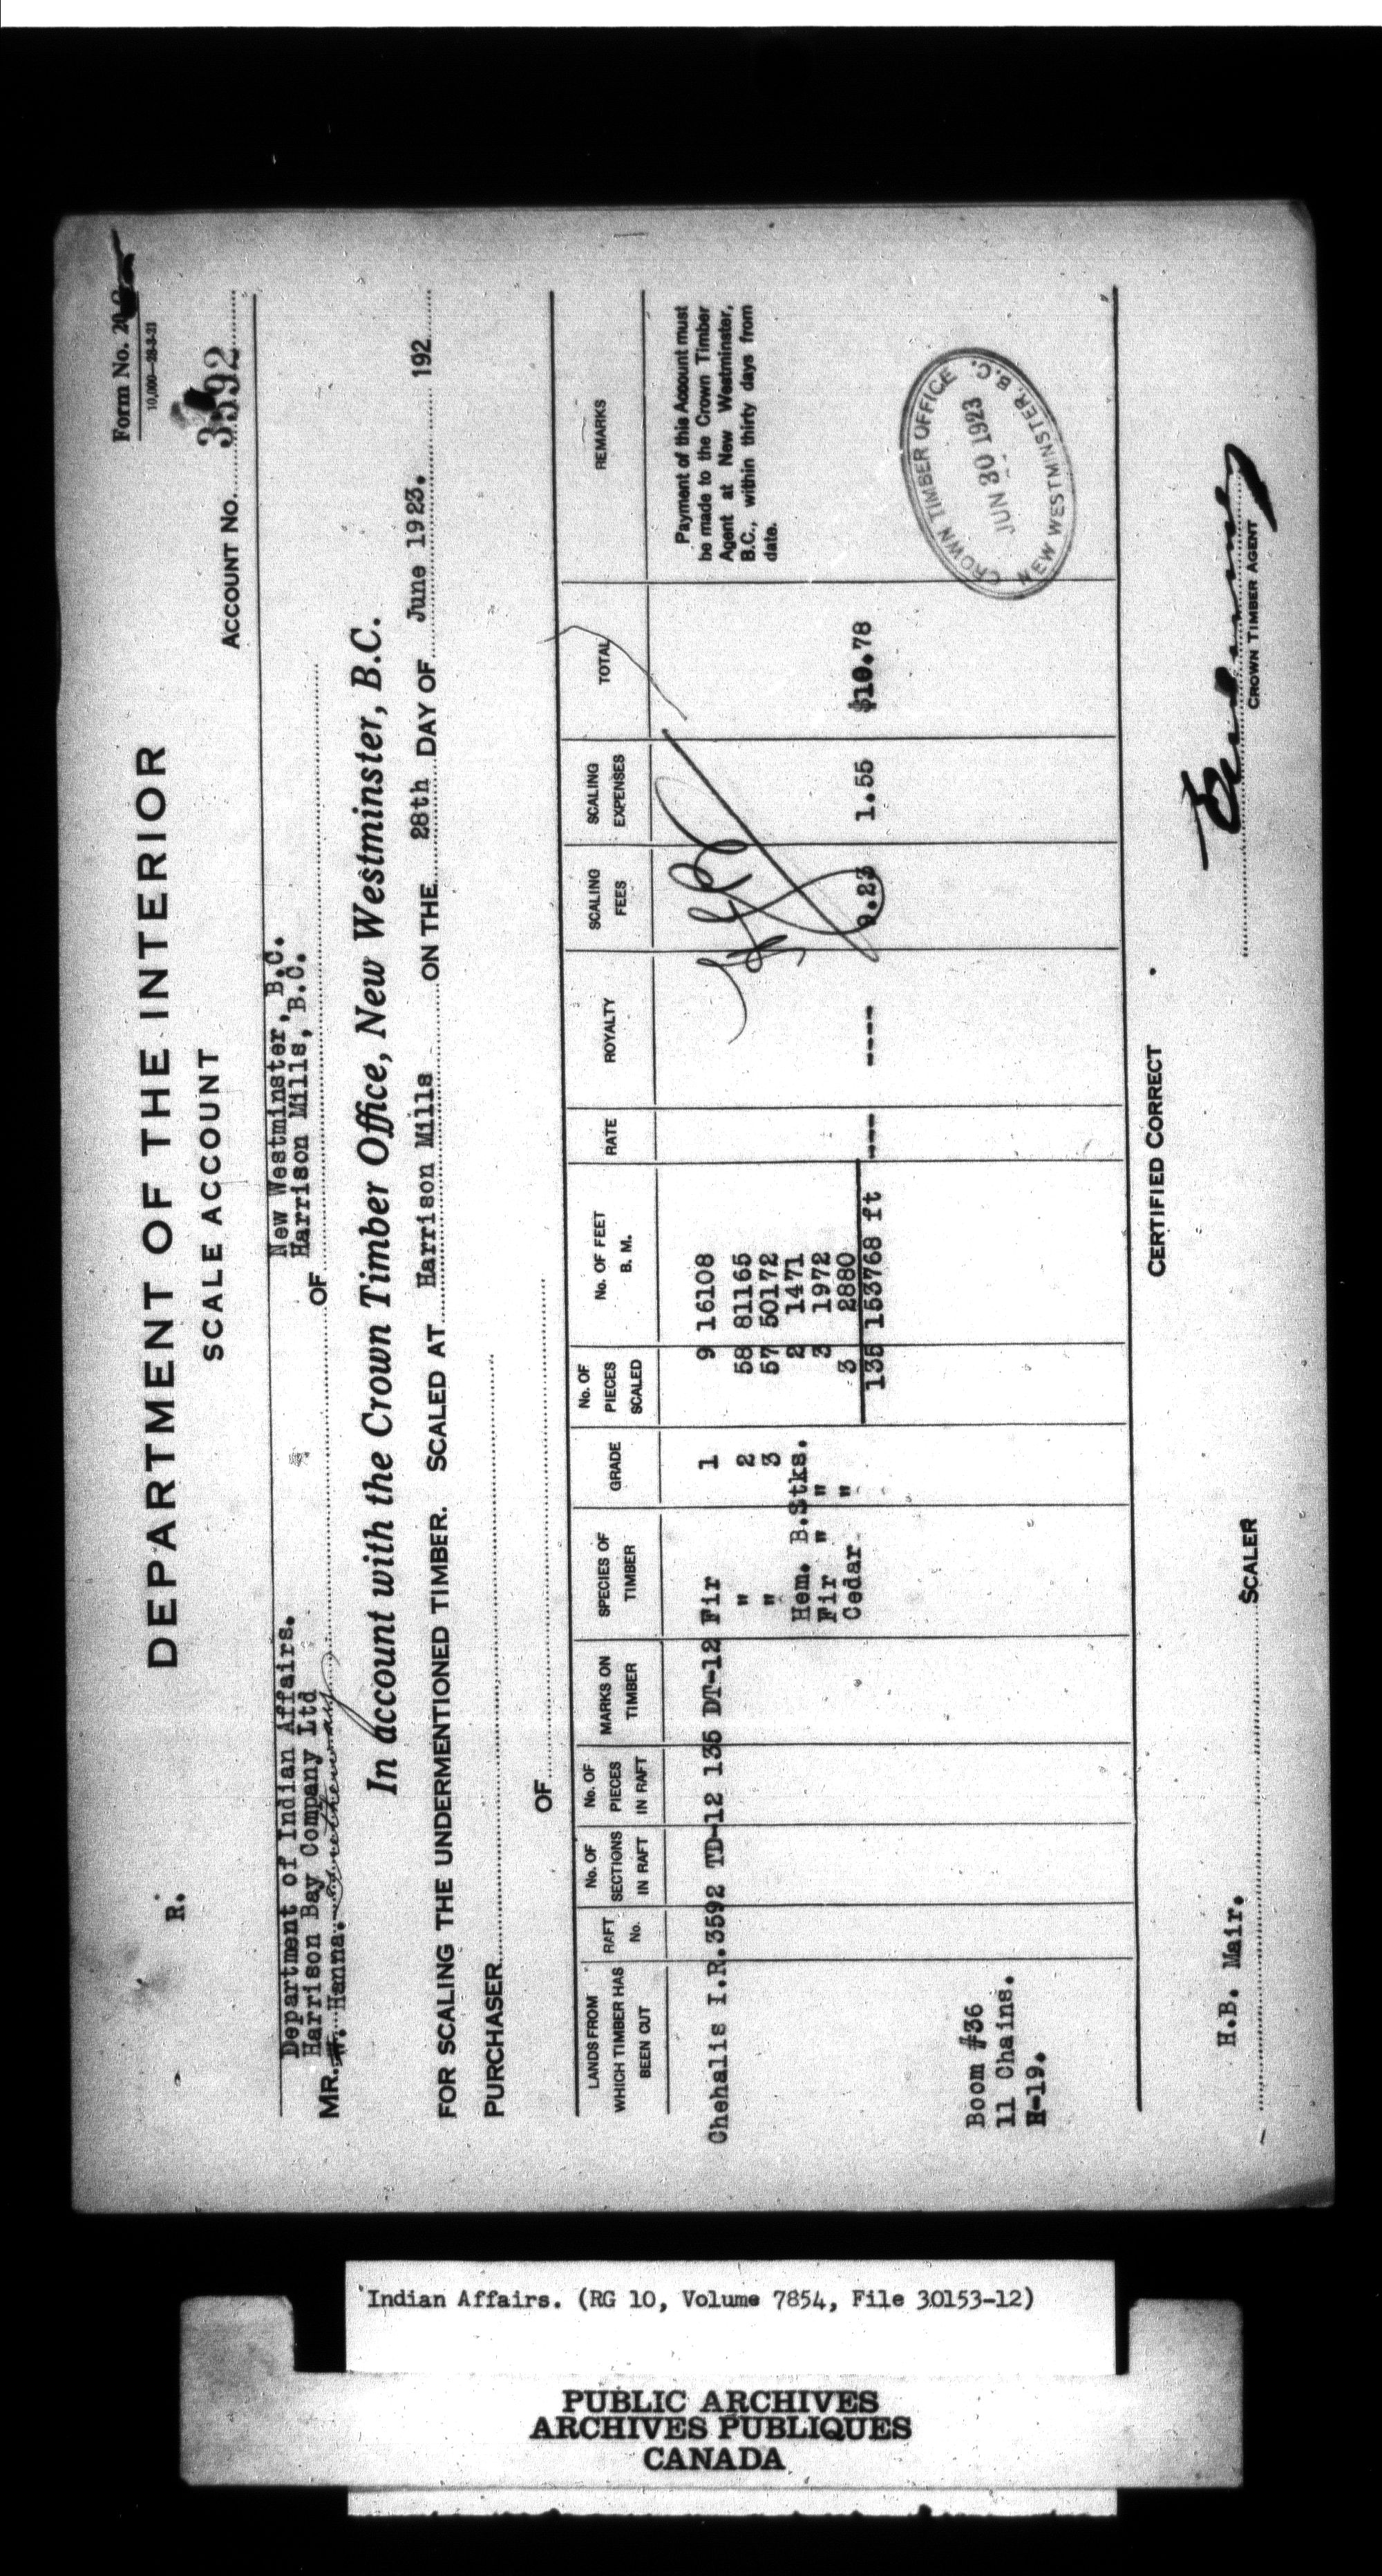 Form No. 20
10,000—28-3-21
R.
DEPARTMENT OF THE INTERIOR
SCALE ACCOUNT
ACCOUNT No. 3592
Department of Indian Affairs. New Westminster, B.C.
Harrison Bay Company Ltd Harrison Mills, B.C.
MR. Hanna. OF
In account with the Crown Timber Office, New Westminster, B.C.
FOR SCALING THE UNDERMENTIONED TIMBER. SCALED AT Harrison Mills ON THE 28th DAY OF June 1923. 192
PURCHASER
OF
LANDS FROM WHICH TIMBER HAS BEEN CUT
RAFT No.
No. OF SECTIONS IN RAFT
No. OF PIECES IN RAFT
MARKS ON TIMBER
SPECIES OF TIMBER
GRADE
No. OF PIECES SCALED
No. OF FEET B. M.
RATE
ROYALTY
SCALING FEES
SCALING EXPENSES
TOTAL
REMARKS
Chehalis I.R. 3592 TD-12 135 DT-12 Fir 1 9 16108
" 2 58 81165
" 3 57 50172
Hem. B.Stks. 2 1471
Fir " " 3 1972
Cedar " 3 2880
135 153768 ft --- ---- 9.23 1.55 $10.78
Payment of this Account must
be made to the Crown Timber
Agent at New Westminster,
B.C., within thirty days from
date.
CROWN TIMBER OFFICE
JUN 30 1923
NEW WESTMINSTER, B.C.
Boom #36
11 Chains.
H-19.
CERTIFIED CORRECT
H.B. Mair.
SCALER
CROWN TIMBER AGENT
Indian Affairs. (RG 10, Volume 7854, File 30153-12)
PUBLIC ARCHIVES
ARCHIVES PUBLIQUES
CANADA